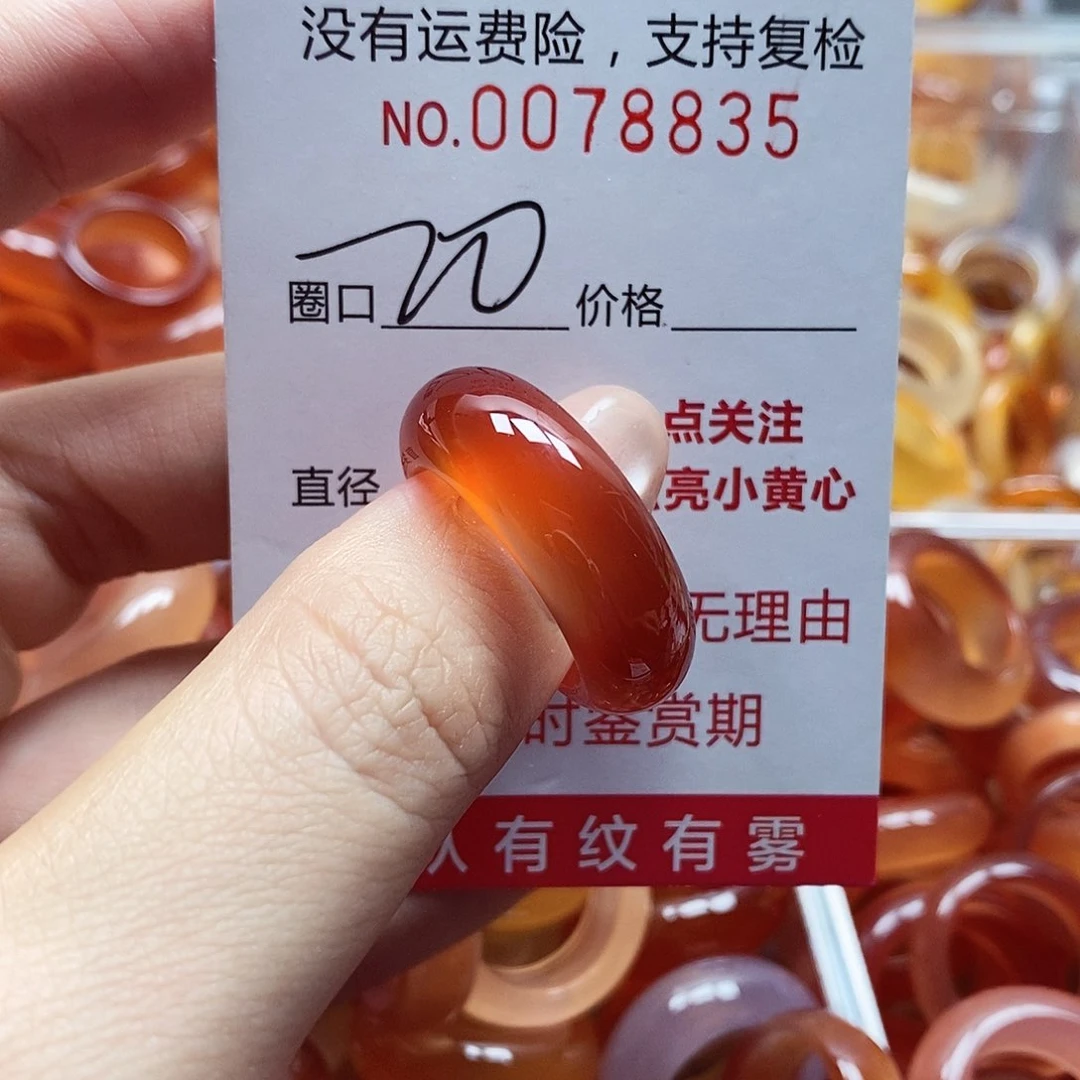 没有运费险，支持复检
NO.0078835
圈口 价格
点关注
直径 亮小黄心
无理由
时鉴赏期
有纹有雾